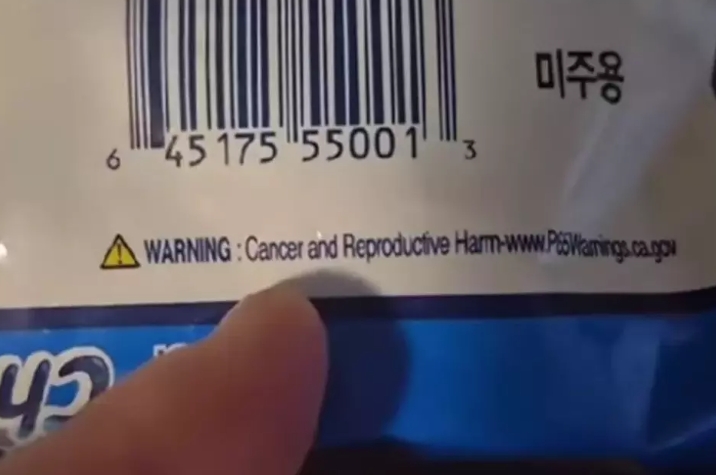 미주용
6 45175 55001 3
WARNING : Cancer and Reproductive Harm-www.P65Warnings.ca.gov